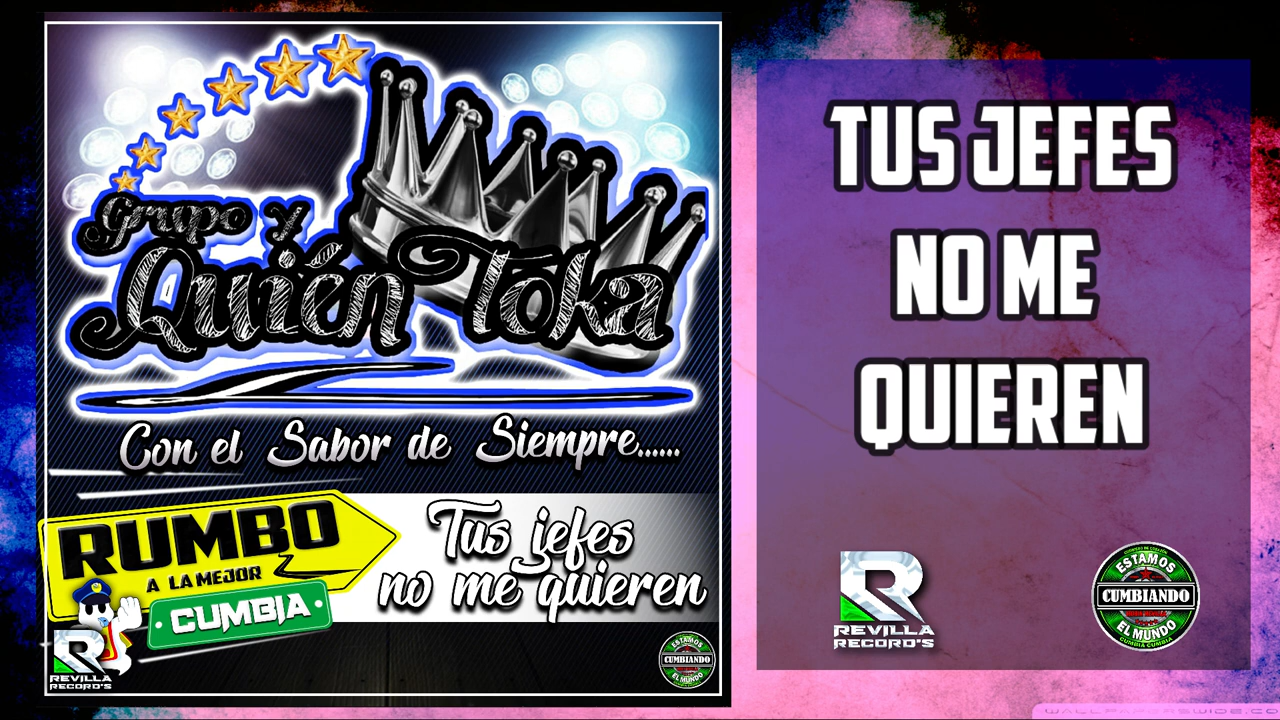 Grupo y
Quién Toka
Con el Sabor de Siempre......
RUMBO
A LA MEJOR
CUMBIA
Tus jefes
no me quieren
REVILLA
RECORD'S
ESTAMOS
CUMBIANDO
EL MUNDO
TUS JEFES
NO ME
QUIEREN
REVILLA
RECORD'S
ESTAMOS
CUMBIANDO
EL MUNDO
CUMBIA CUMBIA